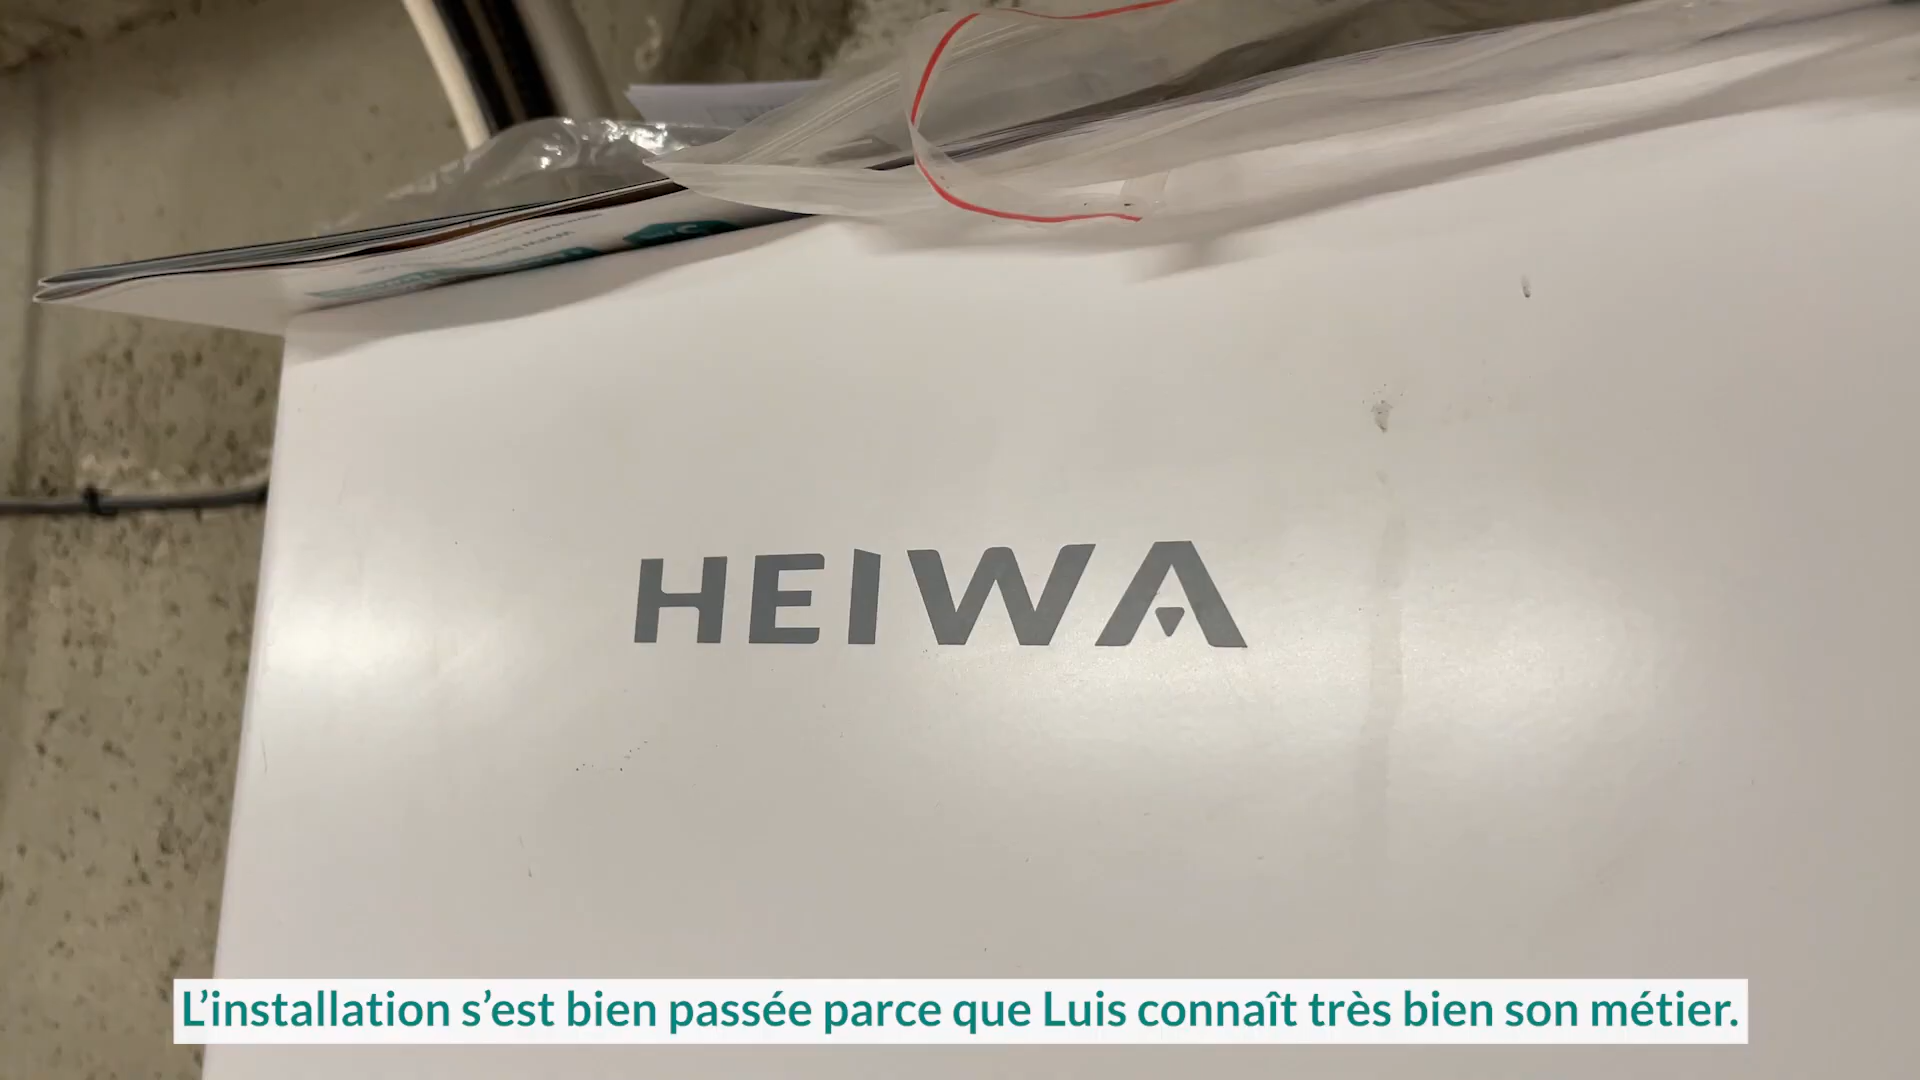 HEIWA
L’installation s’est bien passée parce que Luis connaît très bien son métier.